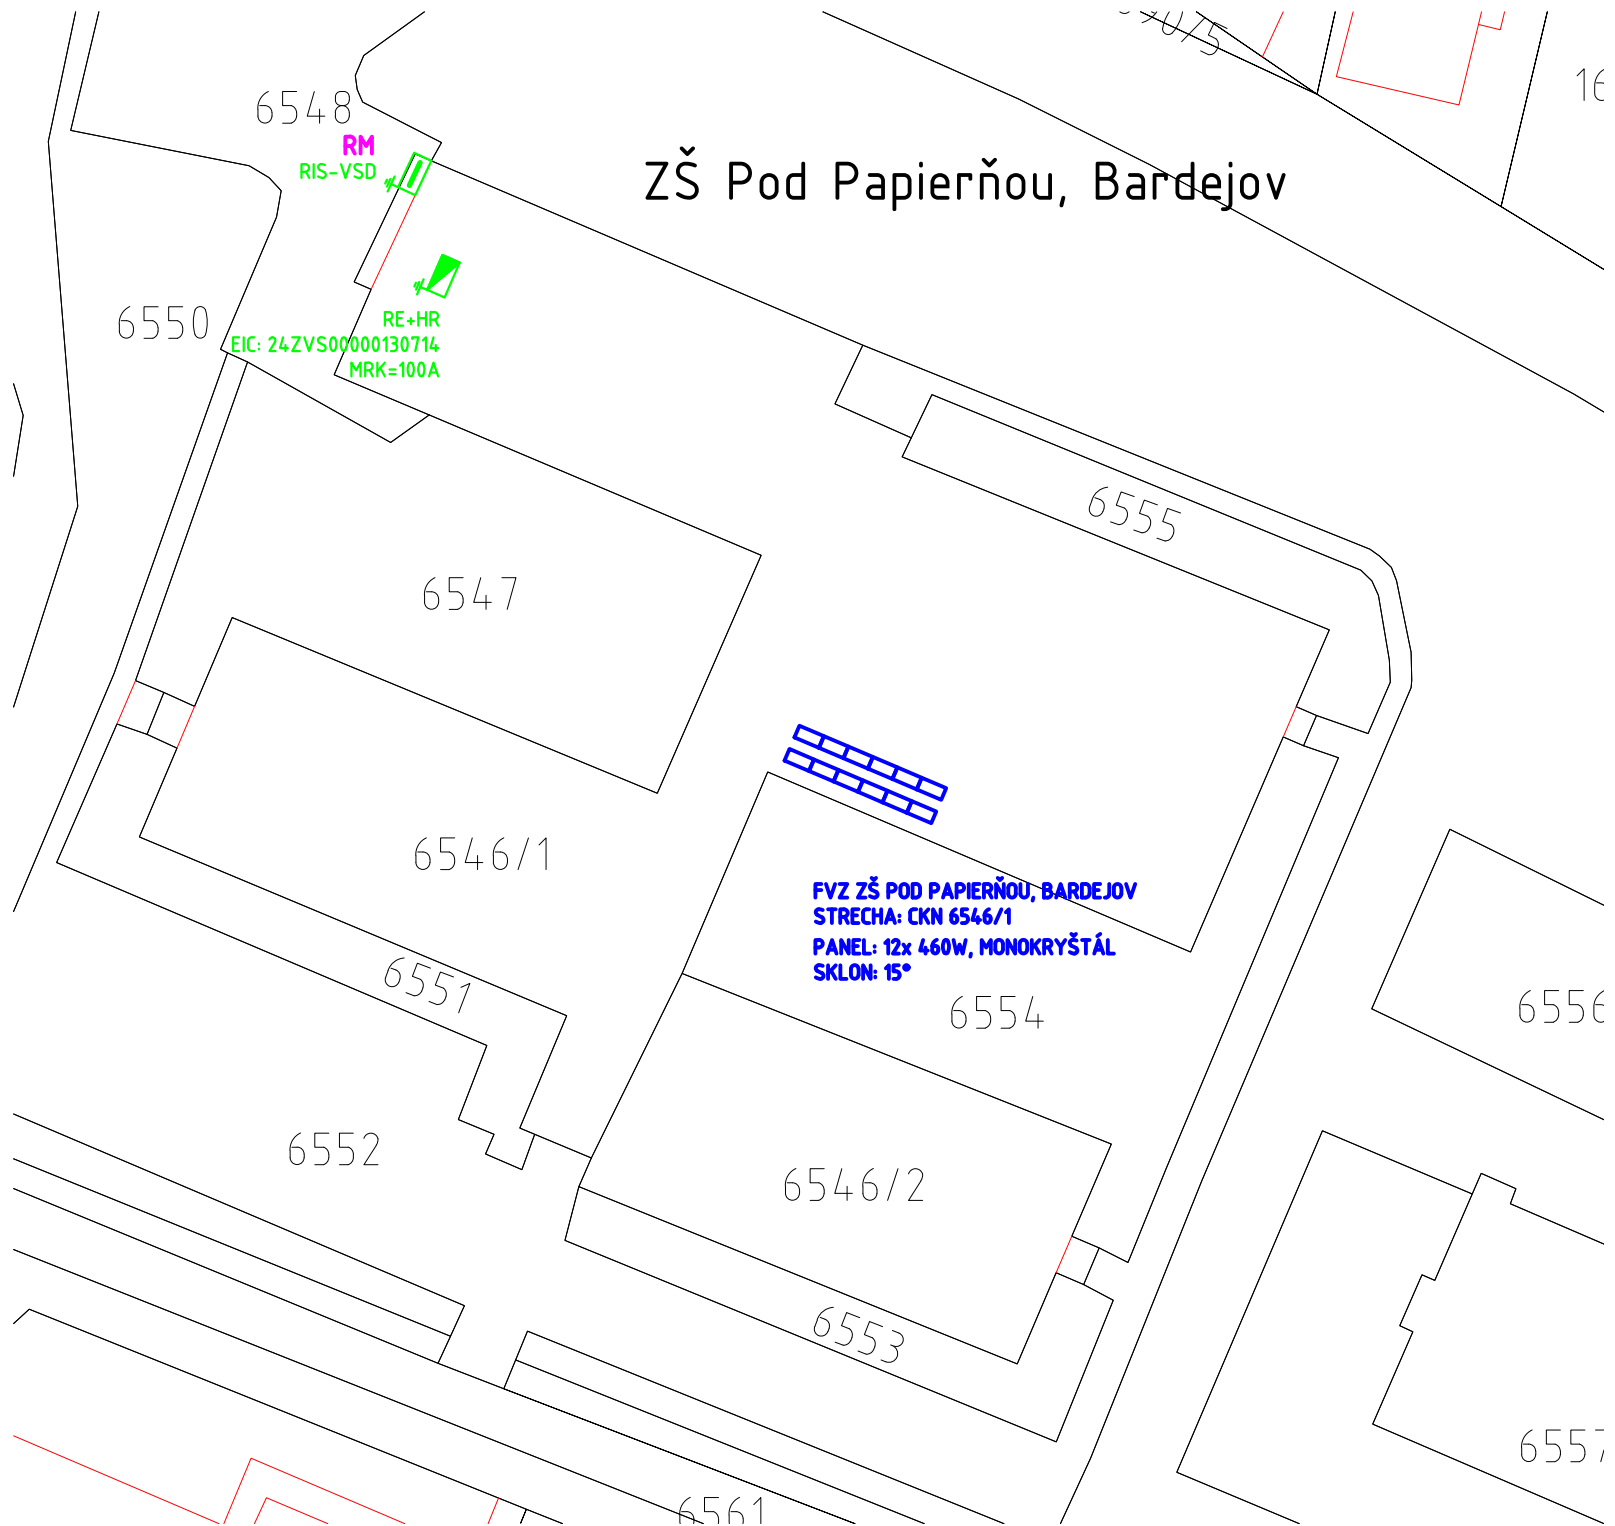 6548
RM
RIS-VSD
ZŠ Pod Papierňou, Bardejov
6550
RE+HR
EIC: 24ZVS00000130714
MRK=100A
6555
6547
6546/1
FVZ ZŠ POD PAPIERŇOU, BARDEJOV
STRECHA: CKN 6546/1
PANEL: 12x 460W, MONOKRYŠTÁL
SKLON: 15°
6551
6554
6556
6552
6546/2
6553
6557
6561